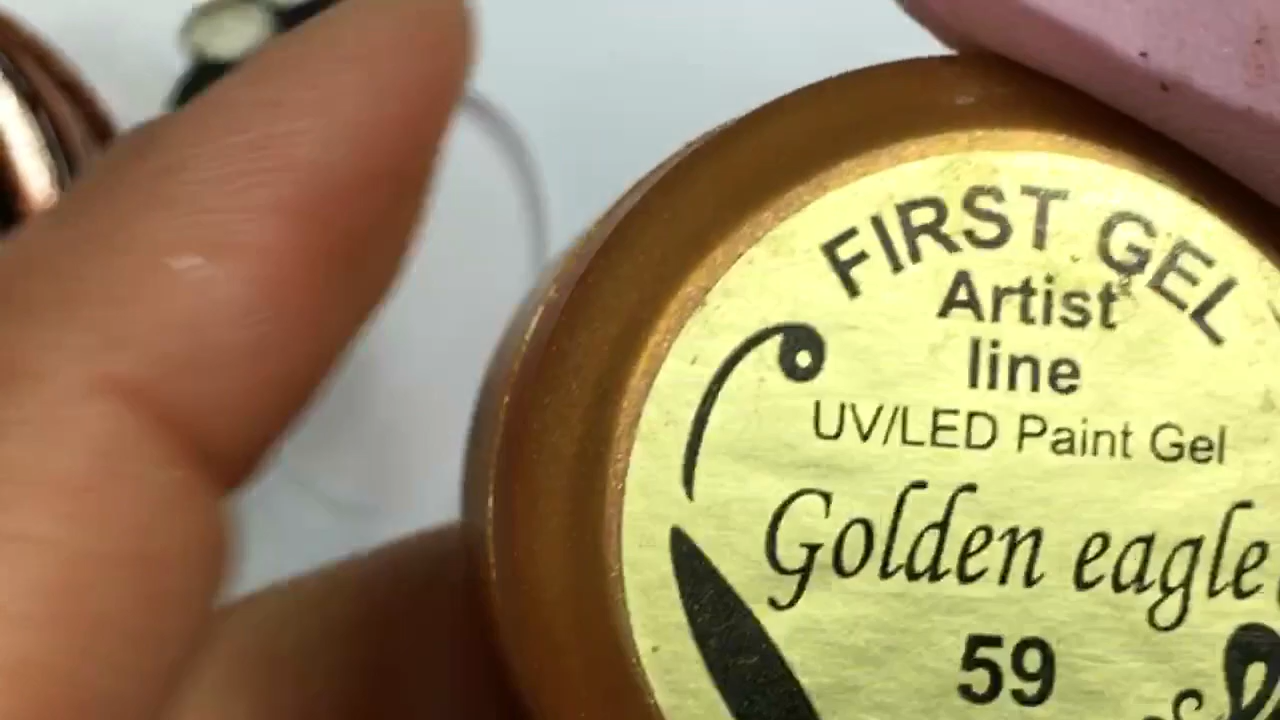 FIRST GEL
Artist
line
UV/LED Paint Gel
Golden eagle
59